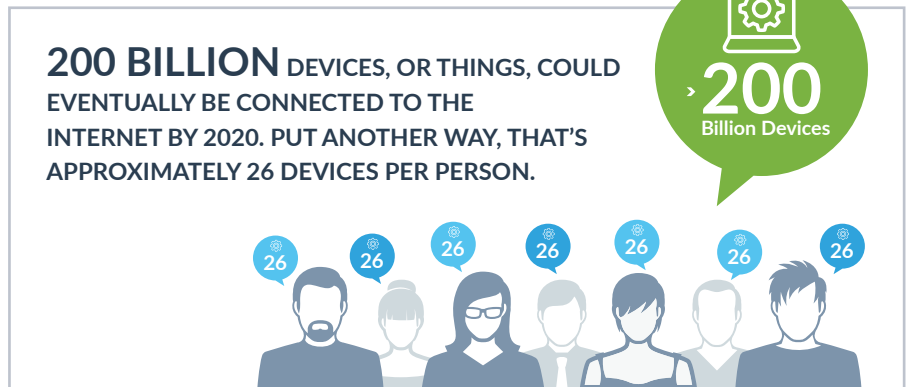 200 BILLION DEVICES, OR THINGS, COULD
EVENTUALLY BE CONNECTED TO THE
INTERNET BY 2020. PUT ANOTHER WAY, THAT'S
APPROXIMATELY 26 DEVICES PER PERSON.
> 200
Billion Devices
26
26
26
26
26
26
26